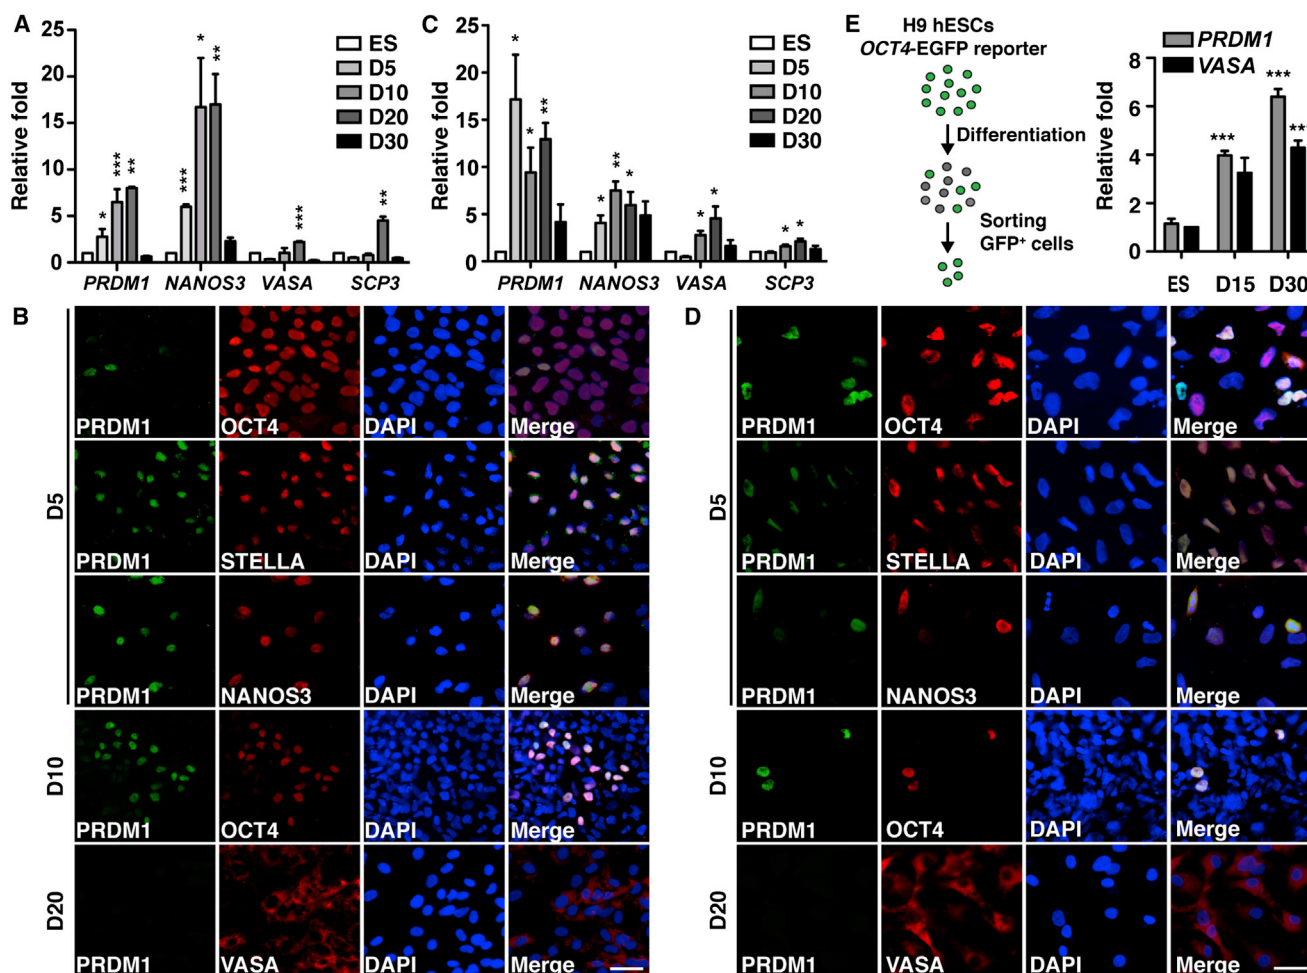 A
25
20
15
10
5
0
Relative fold
ES
D5
D10
D20
D30
*
***
**
***
*
**
***
**
PRDM1 NANOS3 VASA SCP3
C
25
20
15
10
5
0
Relative fold
ES
D5
D10
D20
D30
*
*
**
*
**
*
*
*
*
*
PRDM1 NANOS3 VASA SCP3
E
H9 hESCs
OCT4-EGFP reporter
Differentiation
Sorting
GFP+ cells
PRDM1
VASA
8
6
4
2
0
Relative fold
***
***
***
ES D15 D30
B
D5
PRDM1 OCT4 DAPI Merge
PRDM1 STELLA DAPI Merge
PRDM1 NANOS3 DAPI Merge
D10
PRDM1 OCT4 DAPI Merge
D20
PRDM1 VASA DAPI Merge
D
D5
PRDM1 OCT4 DAPI Merge
PRDM1 STELLA DAPI Merge
PRDM1 NANOS3 DAPI Merge
D10
PRDM1 OCT4 DAPI Merge
D20
PRDM1 VASA DAPI Merge